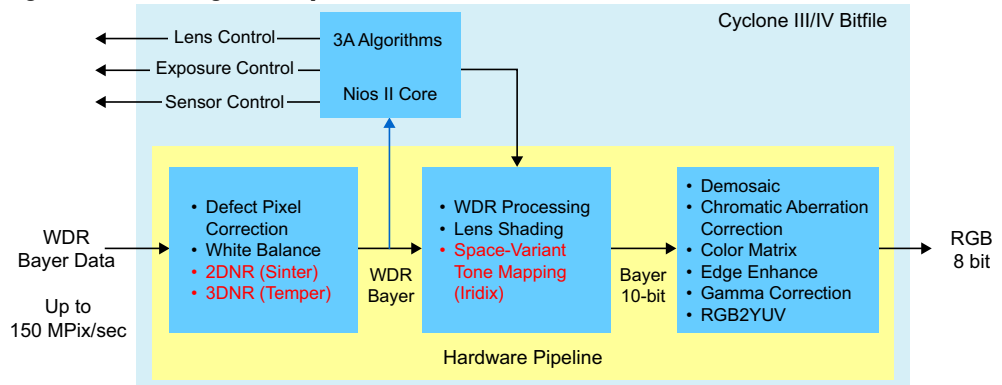 Cyclone III/IV Bitfile
Lens Control
Exposure Control
Sensor Control
3A Algorithms
Nios II Core
WDR
Bayer Data
Up to
150 MPix/sec
• Defect Pixel
Correction
• White Balance
• 2DNR (Sinter)
• 3DNR (Temper)
WDR
Bayer
• WDR Processing
• Lens Shading
• Space-Variant
Tone Mapping
(Iridix)
Bayer
10-bit
• Demosaic
• Chromatic Aberration
Correction
• Color Matrix
• Edge Enhance
• Gamma Correction
• RGB2YUV
RGB
8 bit
Hardware Pipeline